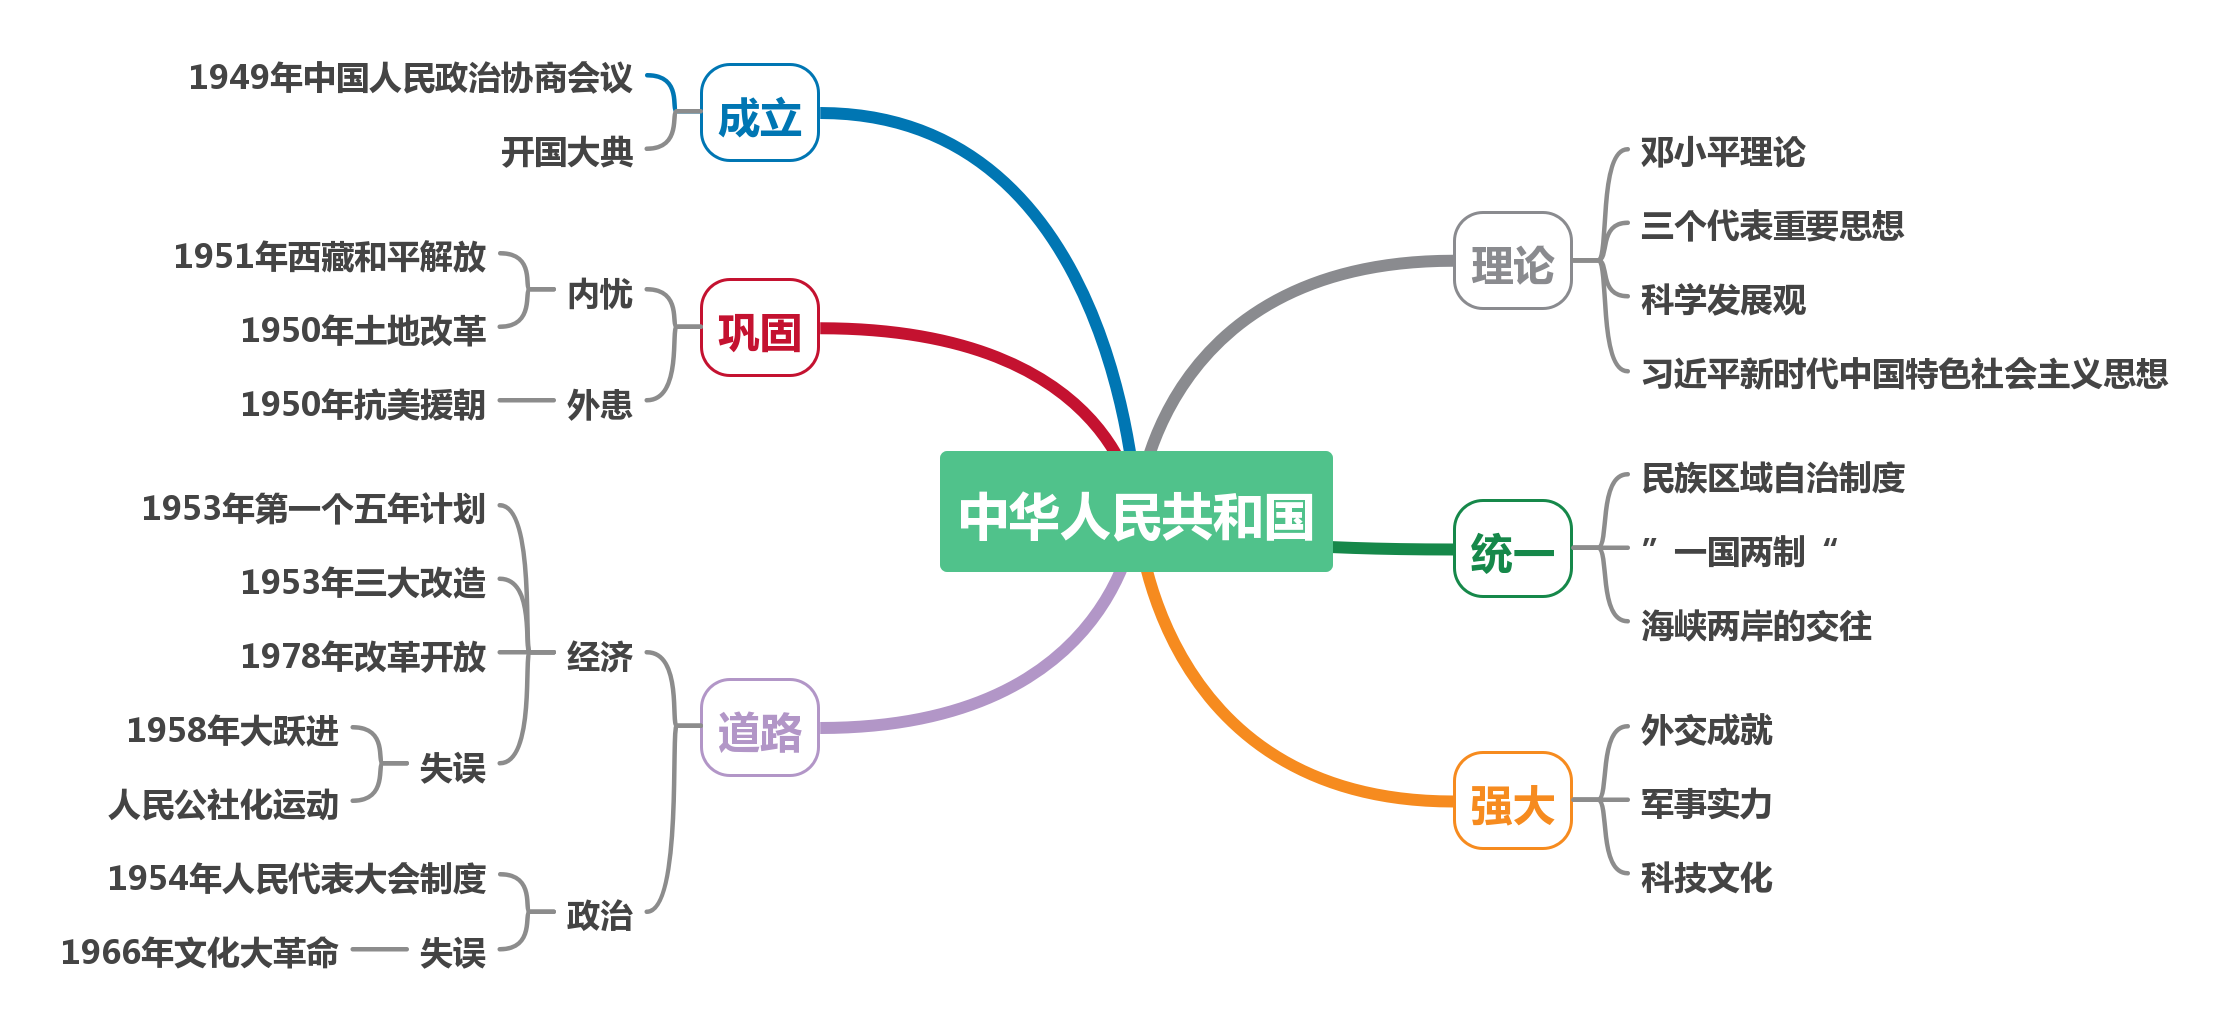 中华人民共和国
成立
1949年中国人民政治协商会议
开国大典
巩固
内忧
1951年西藏和平解放
1950年土地改革
外患
1950年抗美援朝
道路
经济
1953年第一个五年计划
1953年三大改造
1978年改革开放
失误
1958年大跃进
人民公社化运动
政治
1954年人民代表大会制度
失误
1966年文化大革命
理论
邓小平理论
三个代表重要思想
科学发展观
习近平新时代中国特色社会主义思想
统一
民族区域自治制度
”一国两制“
海峡两岸的交往
强大
外交成就
军事实力
科技文化